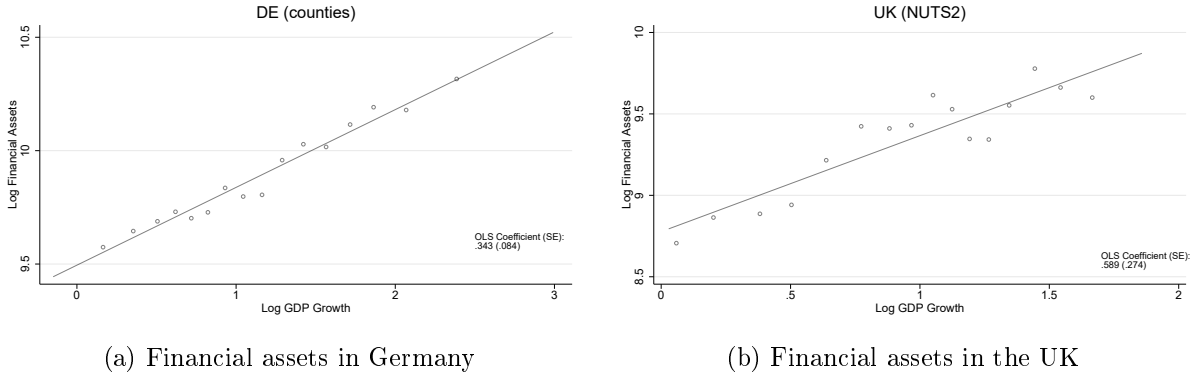 DE (counties)
10.5
10
9.5
Log Financial Assets
OLS Coefficient (SE):
.343 (.084)
0 1 2 3
Log GDP Growth
(a) Financial assets in Germany
UK (NUTS2)
10
9.5
9
8.5
Log Financial Assets
OLS Coefficient (SE):
.589 (.274)
0 .5 1 1.5 2
Log GDP Growth
(b) Financial assets in the UK